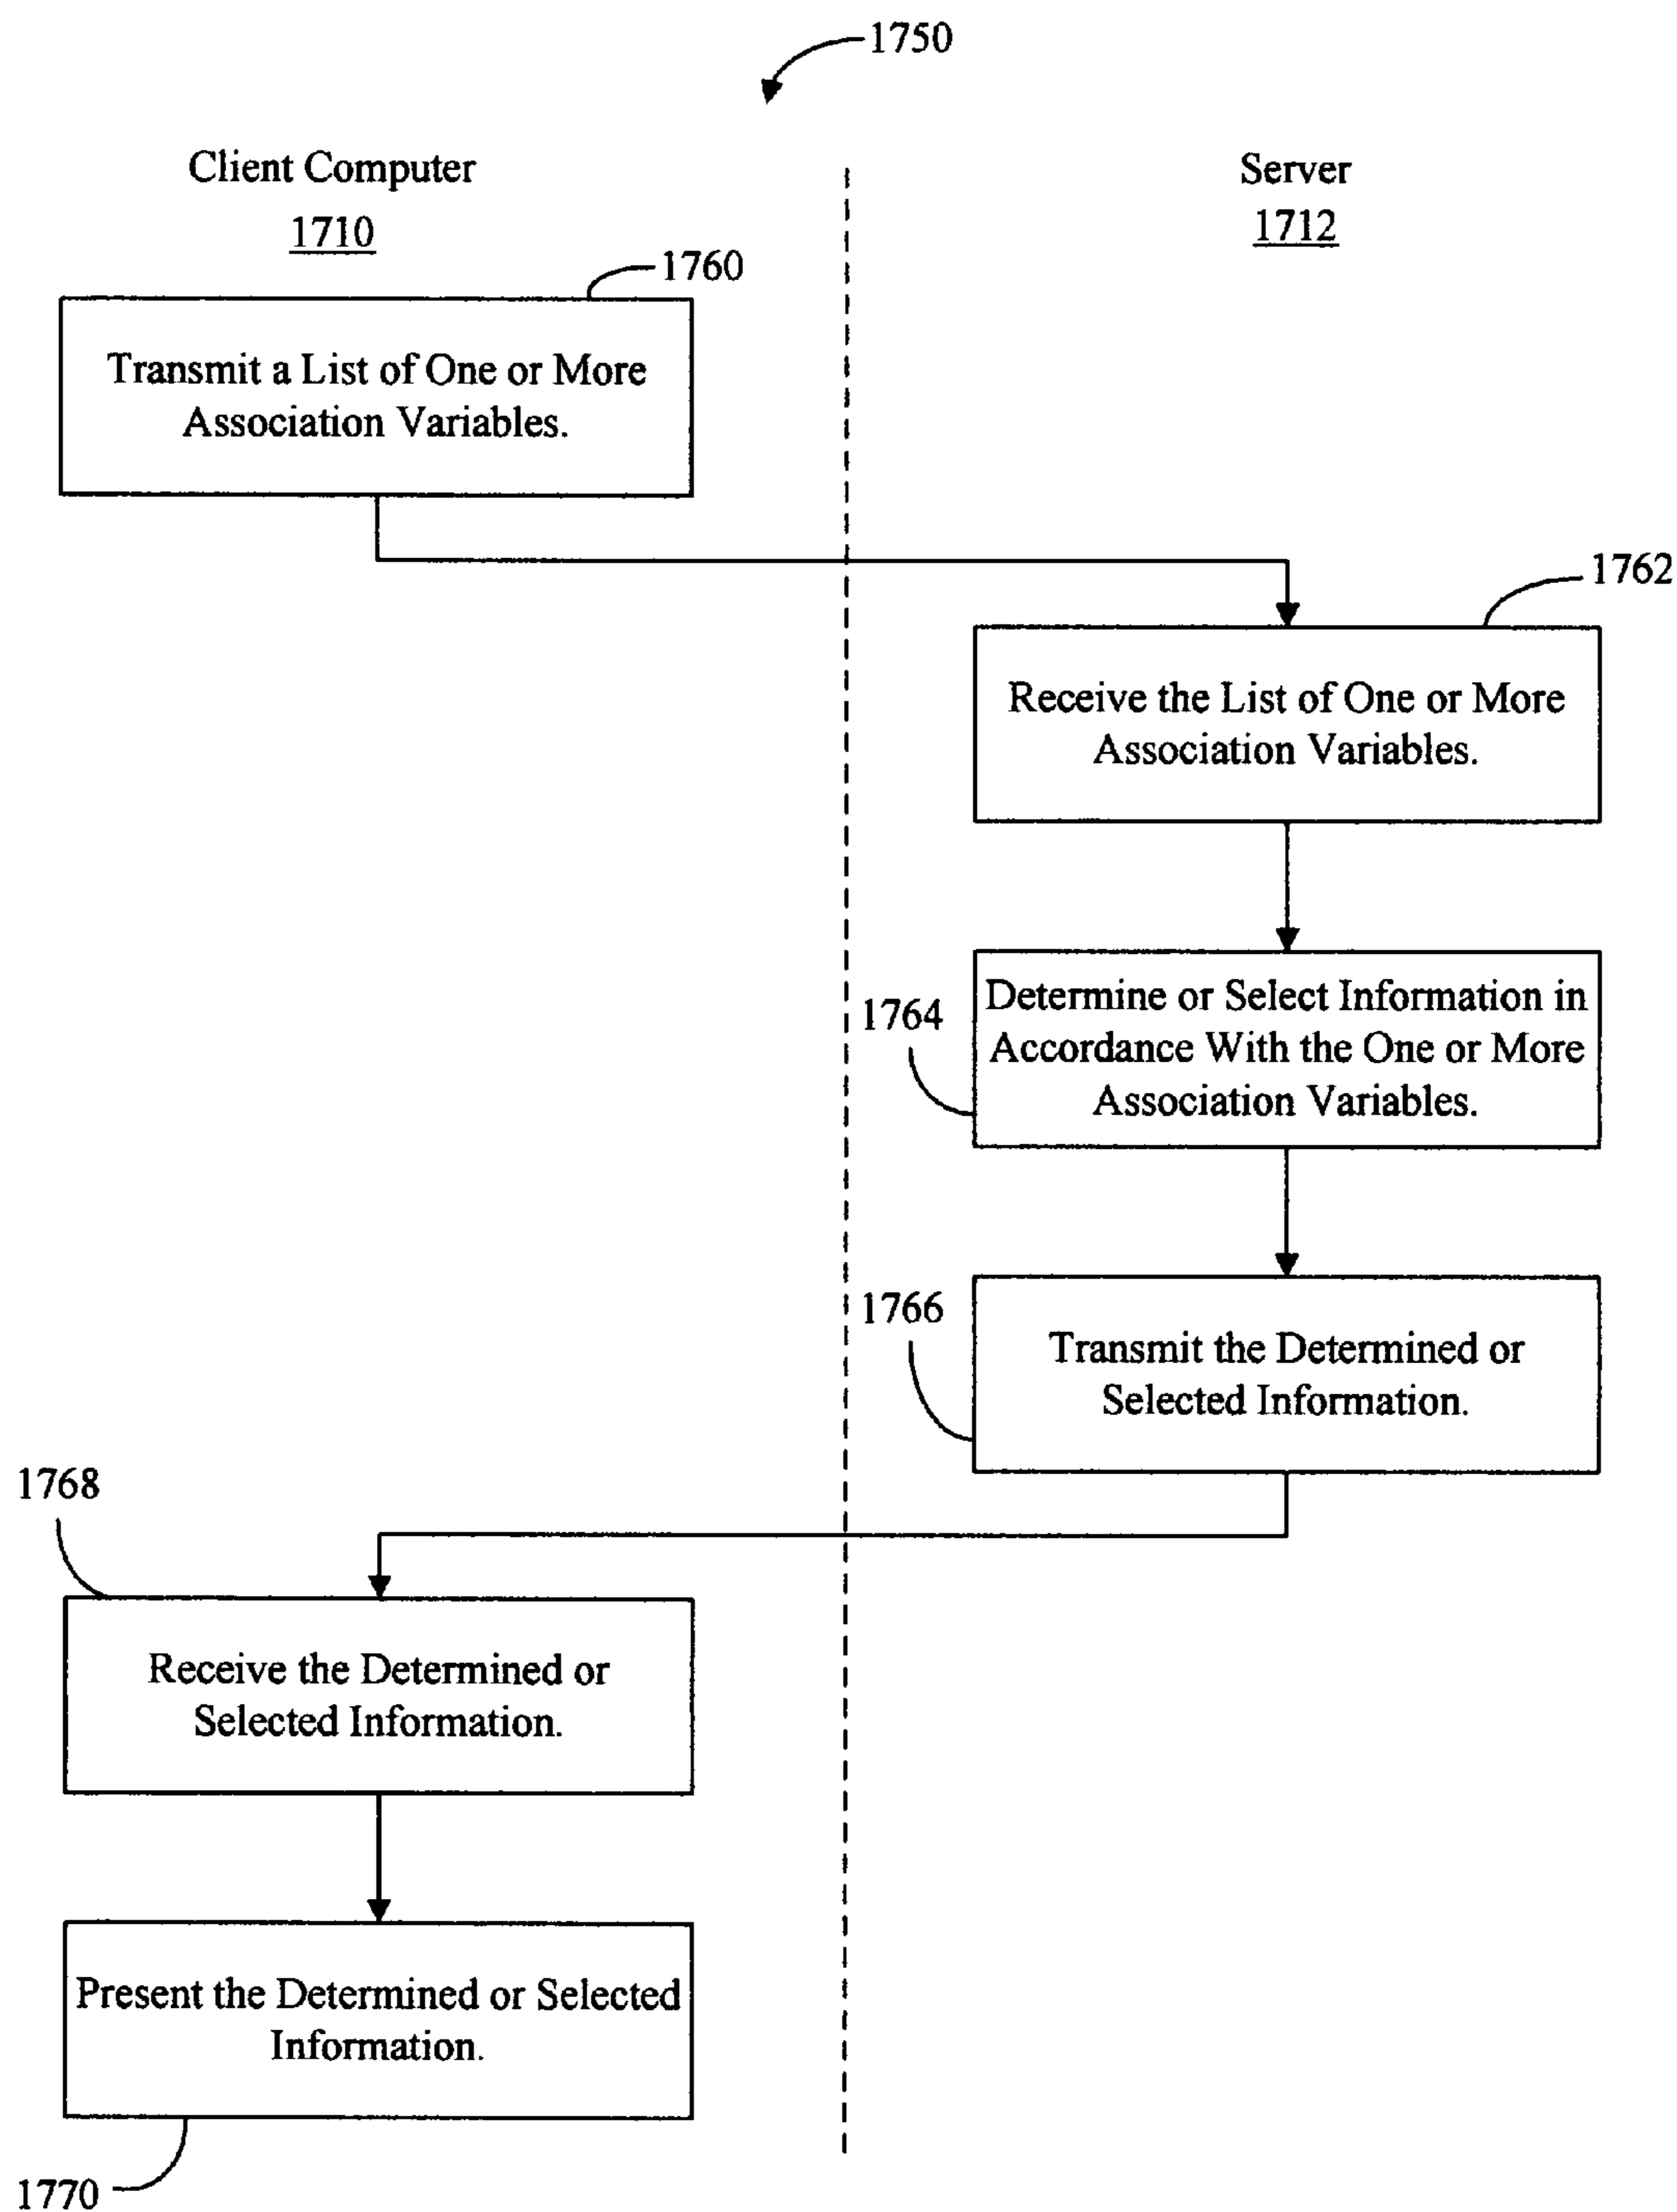 1750
Client Computer
1710
Server
1712
1760
Transmit a List of One or More
Association Variables.
1762
Receive the List of One or More
Association Variables.
1764
Determine or Select Information in
Accordance With the One or More
Association Variables.
1766
Transmit the Determined or
Selected Information.
1768
Receive the Determined or
Selected Information.
Present the Determined or Selected
Information.
1770